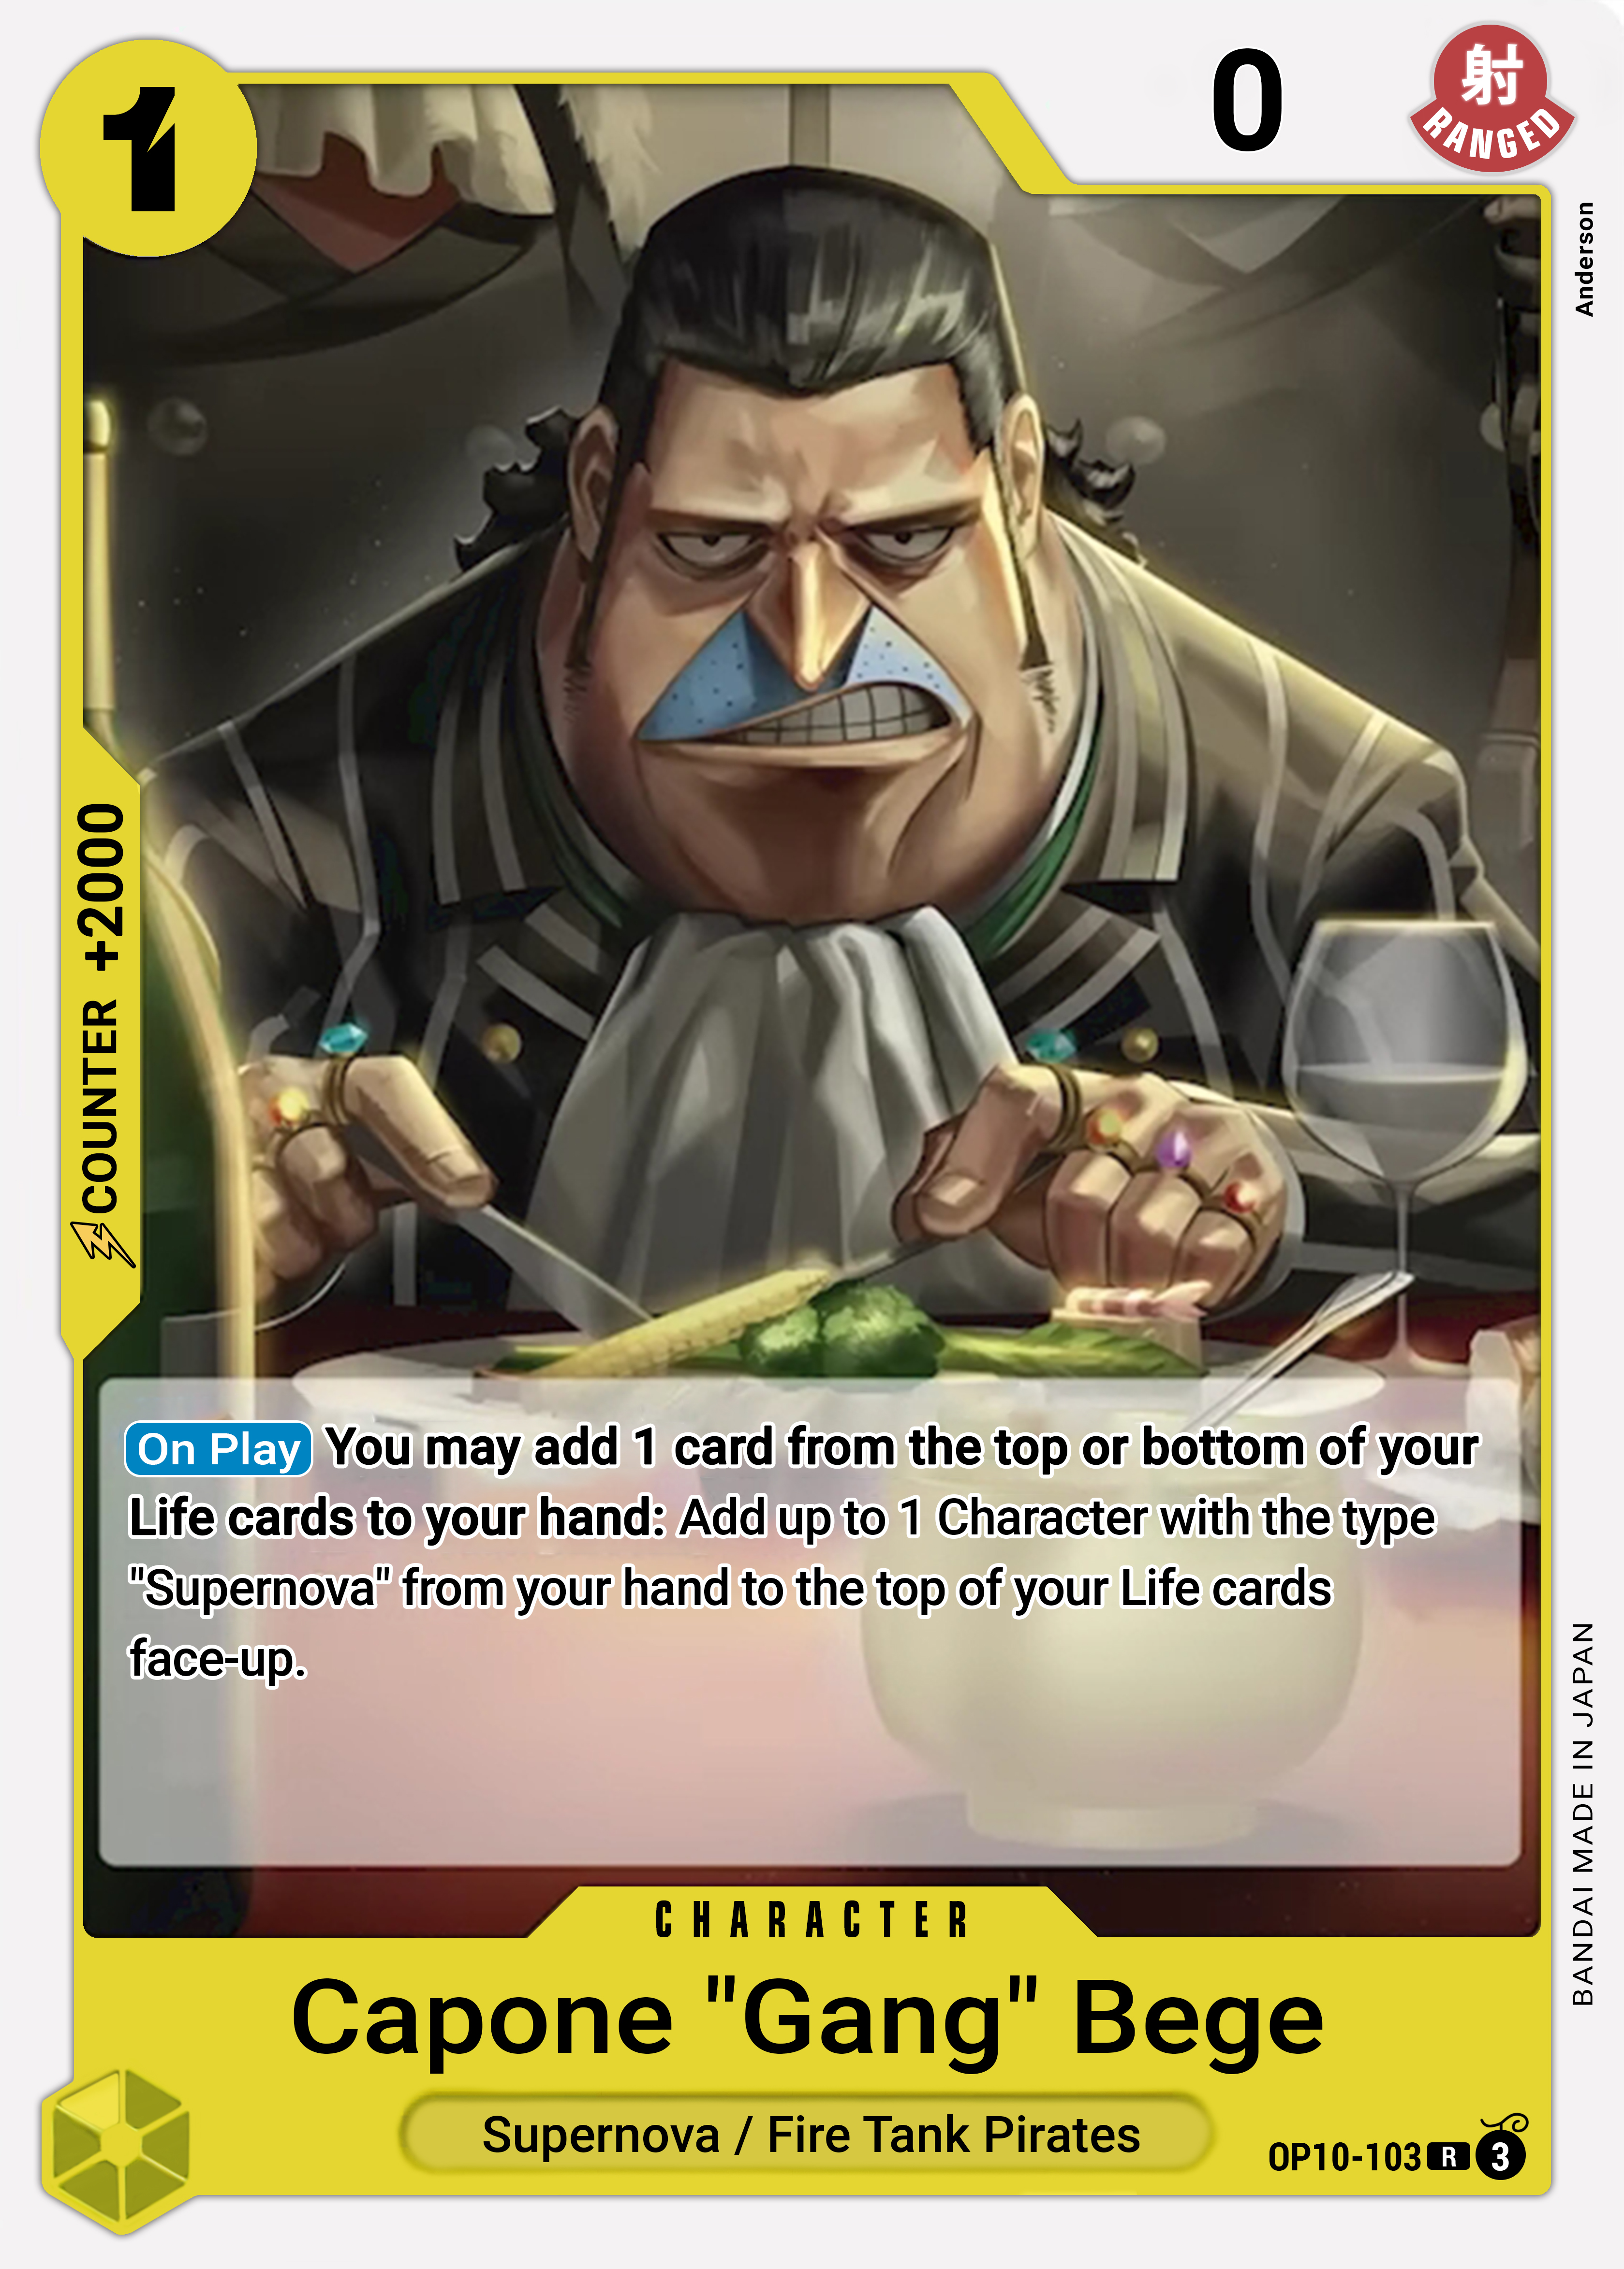 1
0
射
RANGED
Anderson
COUNTER +2000
On Play You may add 1 card from the top or bottom of your
Life cards to your hand: Add up to 1 Character with the type
"Supernova" from your hand to the top of your Life cards
face-up.
BANDAI MADE IN JAPAN
CHARACTER
Capone "Gang" Bege
Supernova / Fire Tank Pirates
OP10-103 R 3